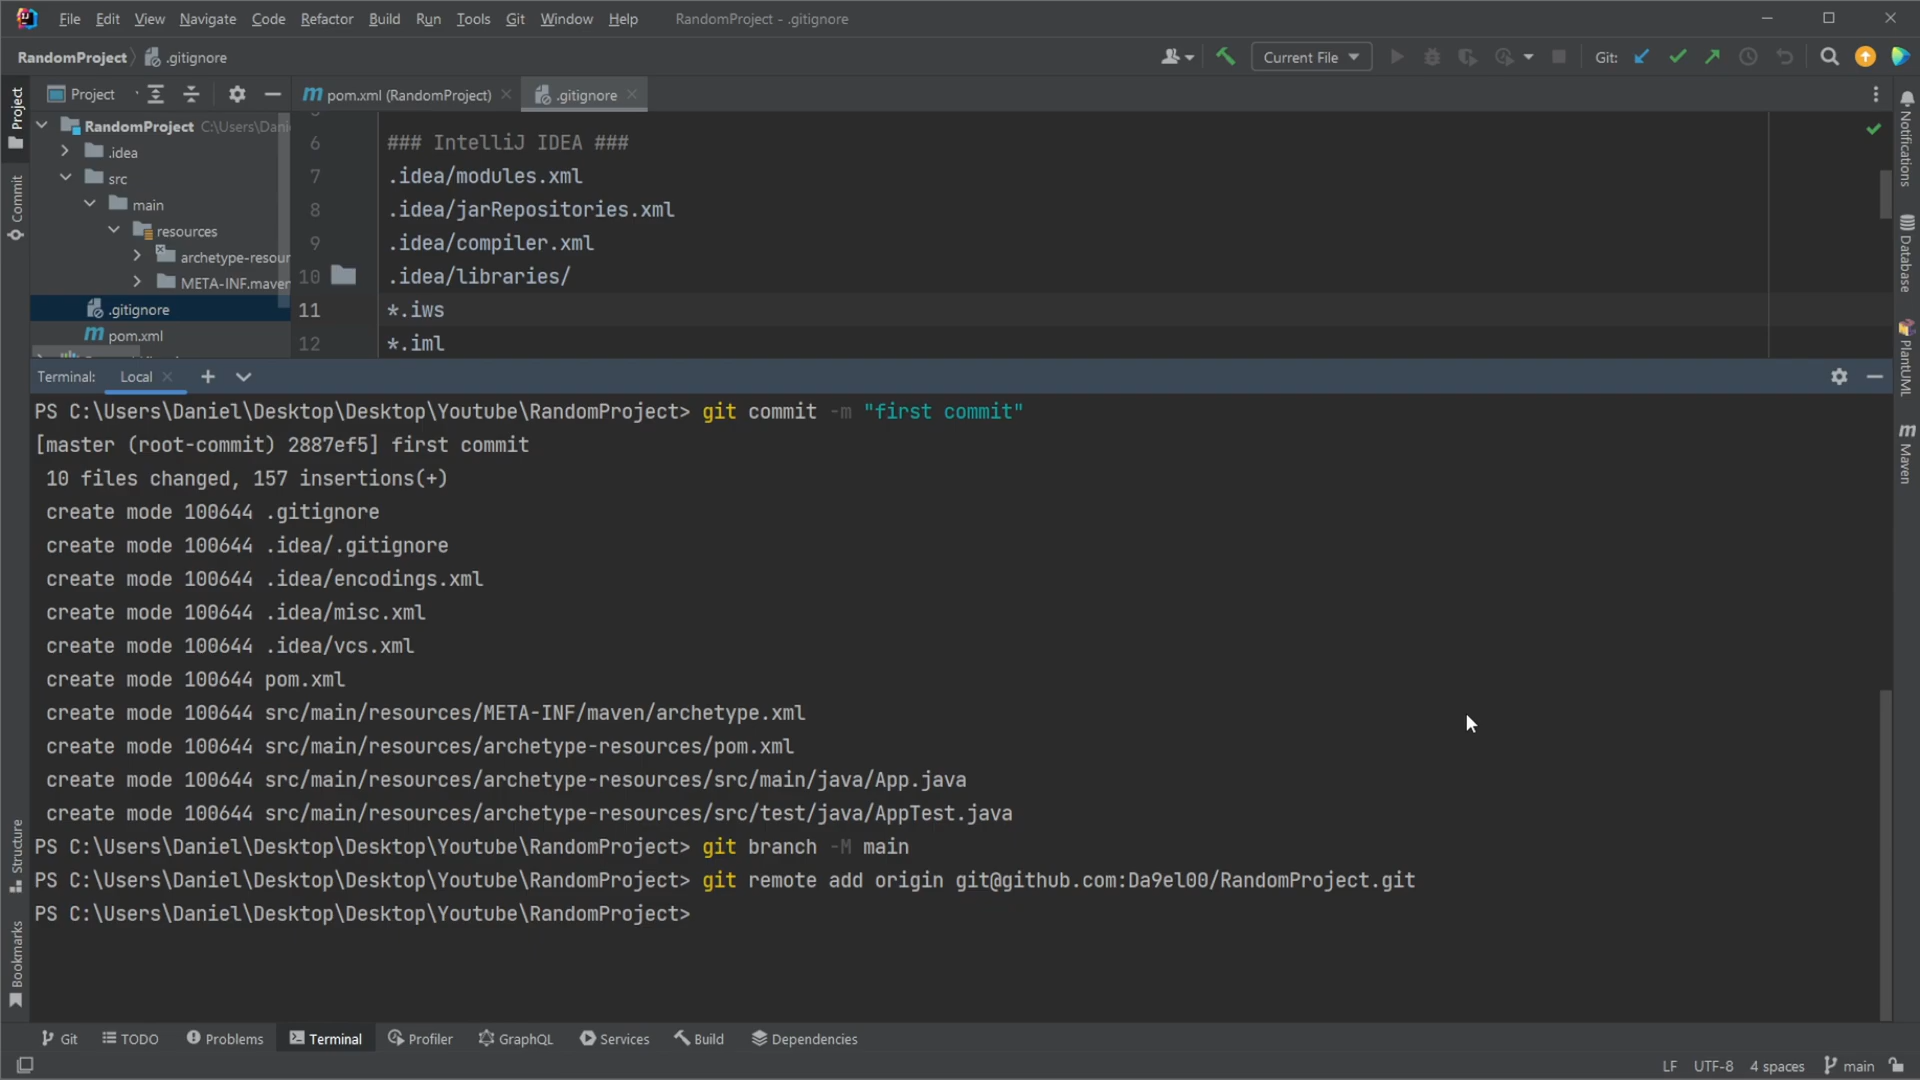 File Edit View Navigate Code Refactor Build Run Tools Git Window Help RandomProject - .gitignore
RandomProject .gitignore Current File Git:
Project pom.xml (RandomProject) .gitignore
RandomProject C:\Users\Dani
.idea
src
main
resources
archetype-resour
META-INF.maven
.gitignore
pom.xml
6 ### IntelliJ IDEA ###
7 .idea/modules.xml
8 .idea/jarRepositories.xml
9 .idea/compiler.xml
10 .idea/libraries/
11 *.iws
12 *.iml
Project
Commit
Structure
Bookmarks
Notifications
Database
PlantUML
Maven
Terminal: Local
PS C:\Users\Daniel\Desktop\Desktop\Youtube\RandomProject> git commit -m "first commit"
[master (root-commit) 2887ef5] first commit
10 files changed, 157 insertions(+)
create mode 100644 .gitignore
create mode 100644 .idea/.gitignore
create mode 100644 .idea/encodings.xml
create mode 100644 .idea/misc.xml
create mode 100644 .idea/vcs.xml
create mode 100644 pom.xml
create mode 100644 src/main/resources/META-INF/maven/archetype.xml
create mode 100644 src/main/resources/archetype-resources/pom.xml
create mode 100644 src/main/resources/archetype-resources/src/main/java/App.java
create mode 100644 src/main/resources/archetype-resources/src/test/java/AppTest.java
PS C:\Users\Daniel\Desktop\Desktop\Youtube\RandomProject> git branch -M main
PS C:\Users\Daniel\Desktop\Desktop\Youtube\RandomProject> git remote add origin git@github.com:Da9el00/RandomProject.git
PS C:\Users\Daniel\Desktop\Desktop\Youtube\RandomProject>
Git TODO Problems Terminal Profiler GraphQL Services Build Dependencies
LF UTF-8 4 spaces main